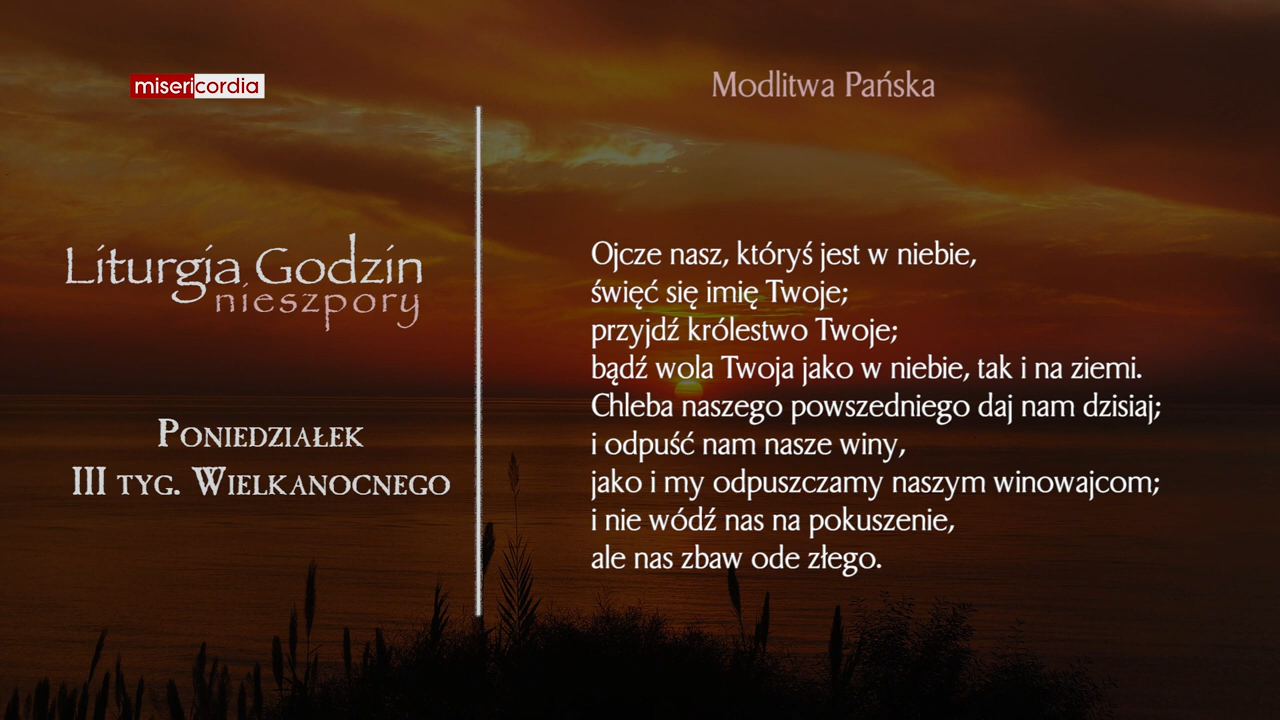 misericordia
Liturgia Godzin
nieszpory
Poniedziałek
III tyg. Wielkanocnego
Modlitwa Pańska
Ojcze nasz, któryś jest w niebie,
święć się imię Twoje;
przyjdź królestwo Twoje;
bądź wola Twoja jako w niebie, tak i na ziemi.
Chleba naszego powszedniego daj nam dzisiaj;
i odpuść nam nasze winy,
jako i my odpuszczamy naszym winowajcom;
i nie wódź nas na pokuszenie,
ale nas zbaw ode złego.